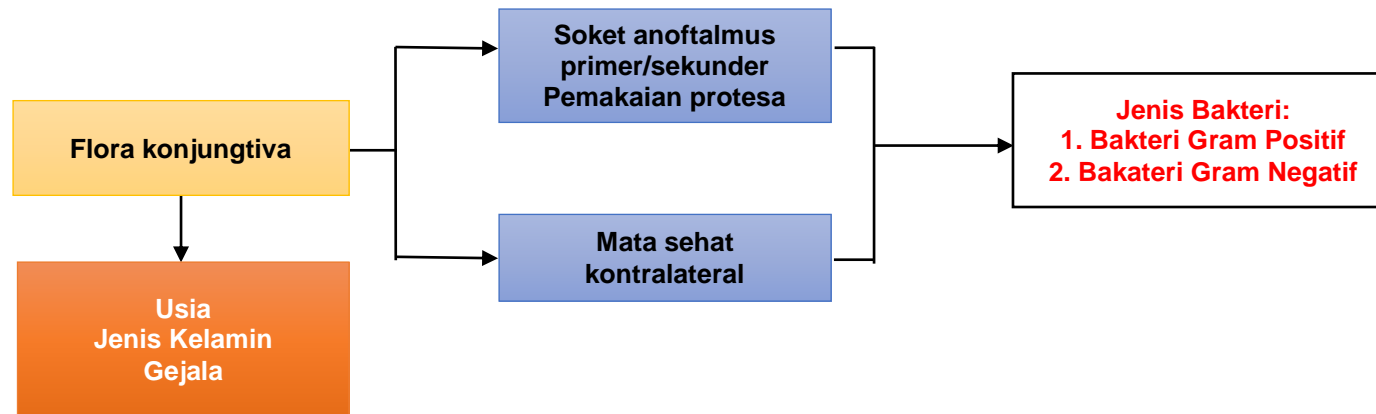 Flora konjungtiva
Usia
Jenis Kelamin
Gejala
Soket anoftalmus
primer/sekunder
Pemakaian protesa
Mata sehat
kontralateral
Jenis Bakteri:
1. Bakteri Gram Positif
2. Bakateri Gram Negatif